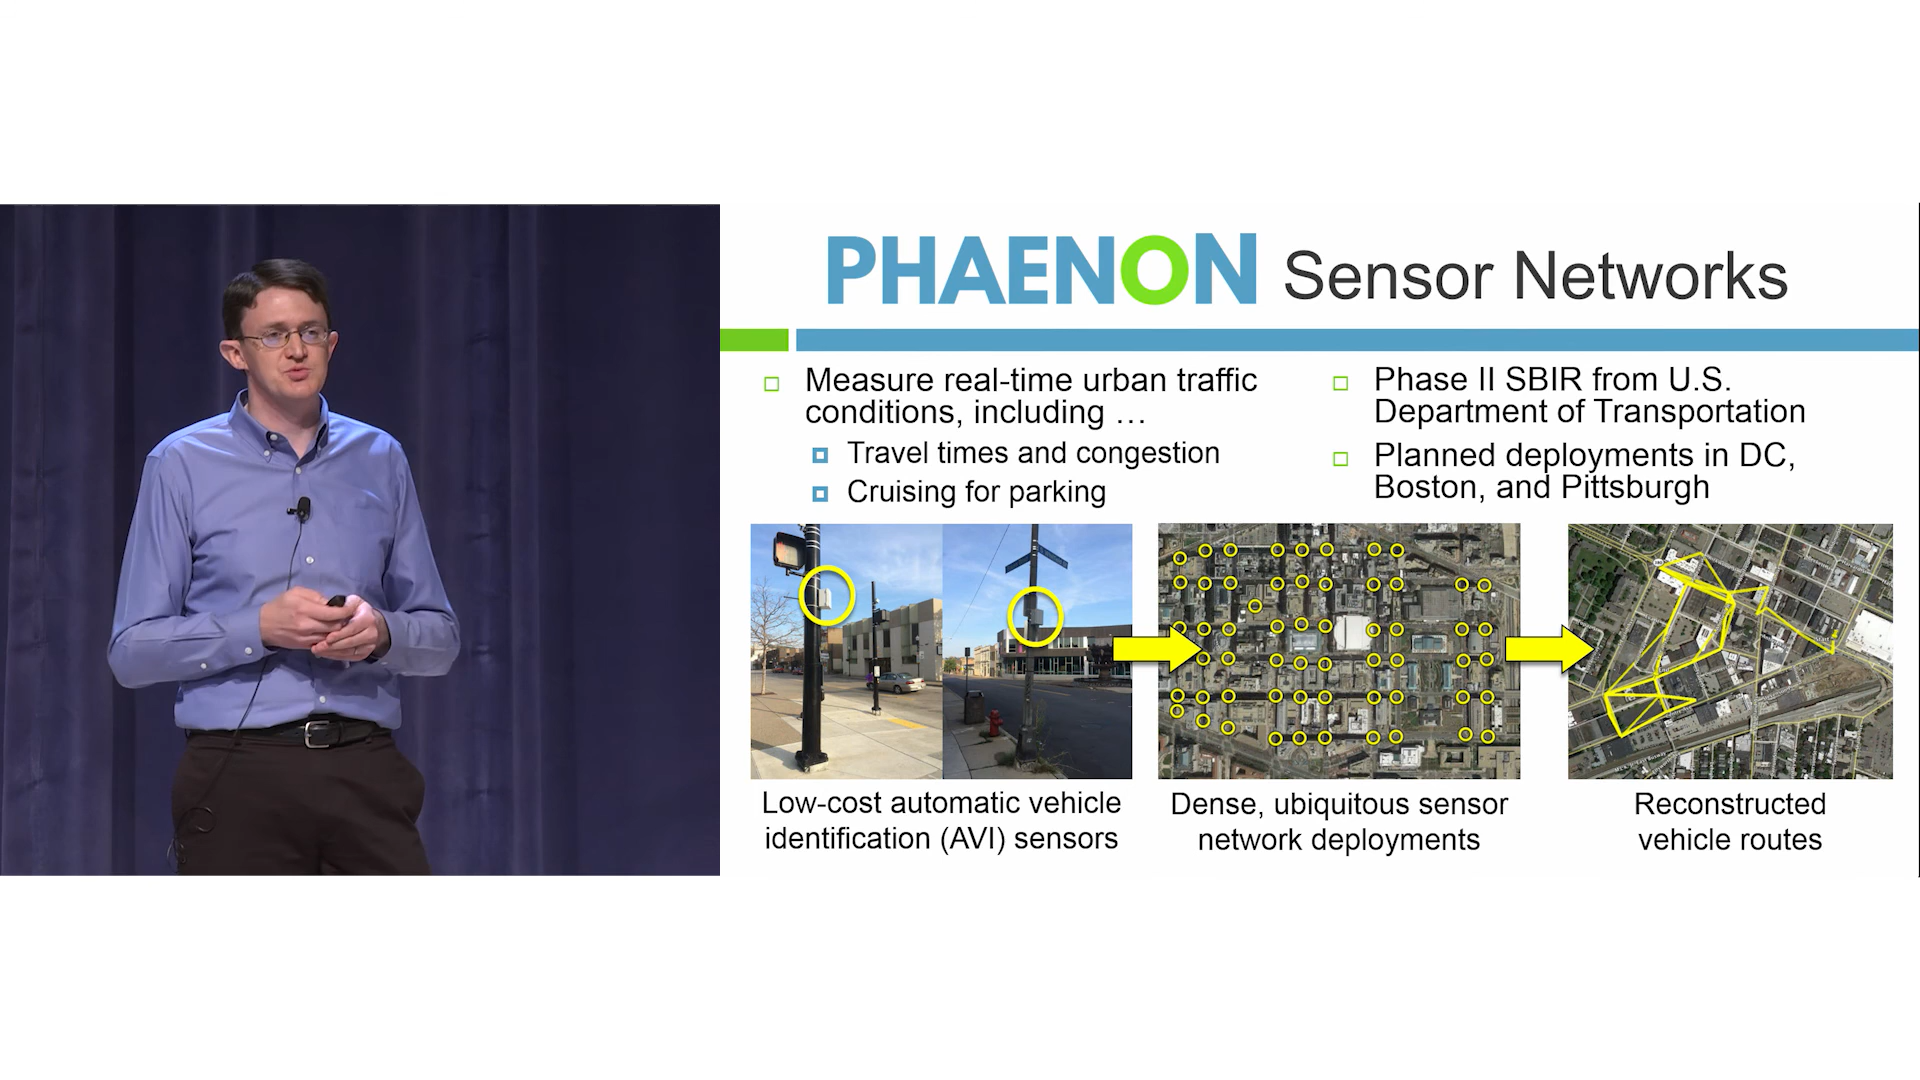 PHAENON Sensor Networks
Measure real-time urban traffic
conditions, including …
Travel times and congestion
Cruising for parking
Phase II SBIR from U.S.
Department of Transportation
Planned deployments in DC,
Boston, and Pittsburgh
Low-cost automatic vehicle
identification (AVI) sensors
Dense, ubiquitous sensor
network deployments
Reconstructed
vehicle routes